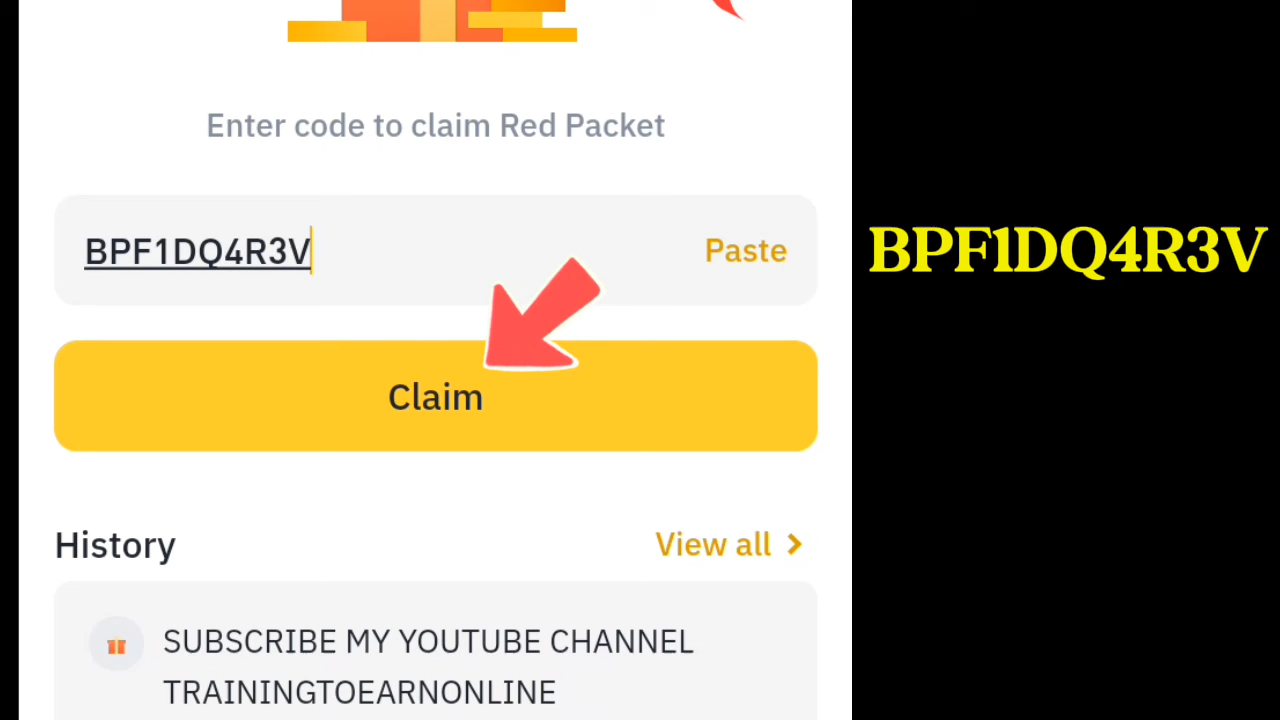 Enter code to claim Red Packet
BPF1DQ4R3V Paste
BPF1DQ4R3V
Claim
History View all
SUBSCRIBE MY YOUTUBE CHANNEL
TRAININGTOEARNONLINE